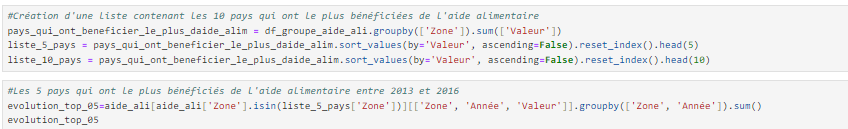 #Création d'une liste contenant les 10 pays qui ont le plus bénéficiées de l'aide alimentaire
pays_qui_ont_beneficier_le_plus_daide_alim = df_groupe_aide_ali.groupby(['Zone']).sum(['Valeur'])
liste_5_pays = pays_qui_ont_beneficier_le_plus_daide_alim.sort_values(by='Valeur', ascending=False).reset_index().head(5)
liste_10_pays = pays_qui_ont_beneficier_le_plus_daide_alim.sort_values(by='Valeur', ascending=False).reset_index().head(10)
#Les 5 pays qui ont le plus bénéficiés de l'aide alimentaire entre 2013 et 2016
evolution_top_05=aide_ali[aide_ali['Zone'].isin(liste_5_pays['Zone'])][['Zone', 'Année', 'Valeur']].groupby(['Zone', 'Année']).sum()
evolution_top_05